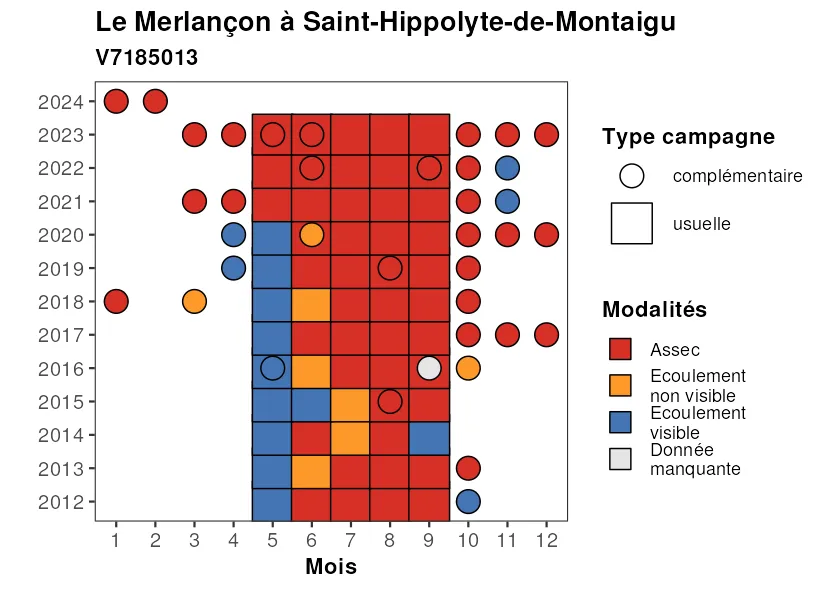 Le Merlançon à Saint-Hippolyte-de-Montaigu
V7185013
2024
2023
2022
2021
2020
2019
2018
2017
2016
2015
2014
2013
2012
1 2 3 4 5 6 7 8 9 10 11 12
Mois
Type campagne
complémentaire
usuelle
Modalités
Assec
Ecoulement
non visible
Ecoulement
visible
Donnée
manquante